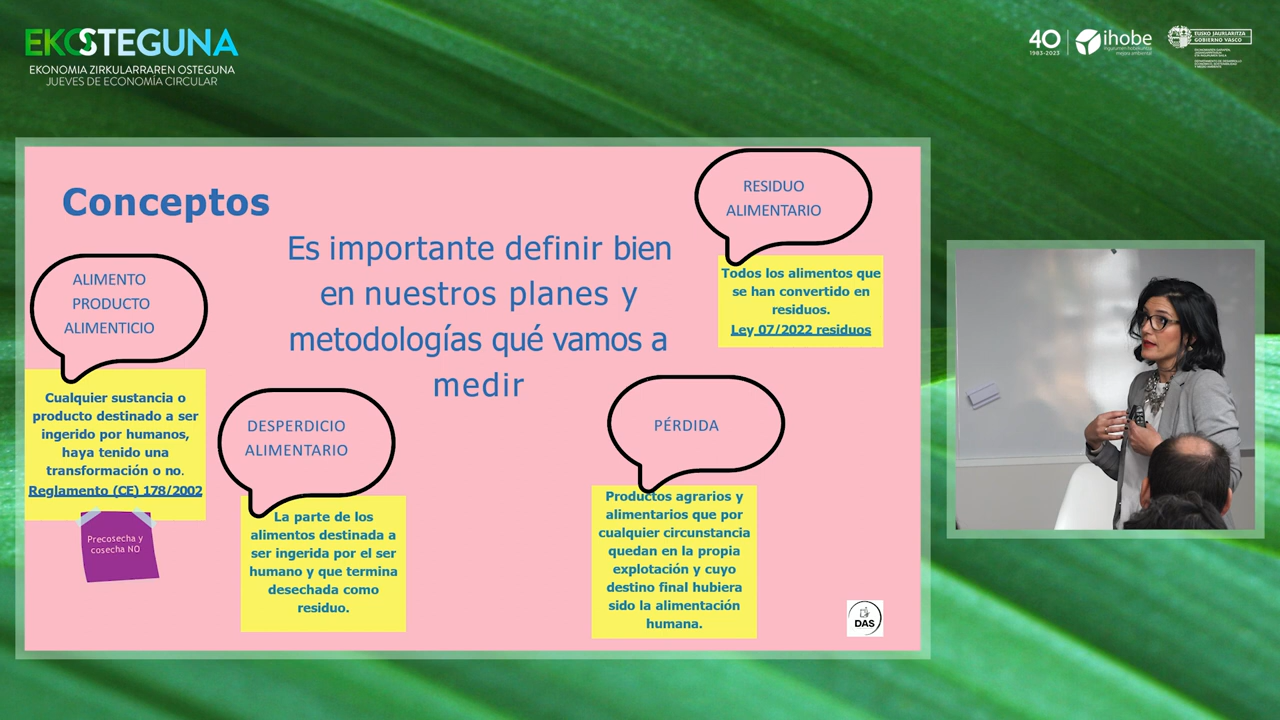 EKOSTEGUNA
EKONOMIA ZIRKULARRAREN OSTEGUNA
JUEVES DE ECONOMÍA CIRCULAR
40
1983-2023
ihobe
EUSKO JAURLARITZA
GOBIERNO VASCO
Conceptos
Es importante definir bien
en nuestros planes y
metodologías qué vamos a
medir
RESIDUO
ALIMENTARIO
Todos los alimentos que
se han convertido en
residuos.
Ley 07/2022 residuos
ALIMENTO
PRODUCTO
ALIMENTICIO
Cualquier sustancia o
producto destinado a ser
ingerido por humanos,
haya tenido una
transformación o no.
Reglamento (CE) 178/2002
Precosecha y
cosecha NO
DESPERDICIO
ALIMENTARIO
La parte de los
alimentos destinada a
ser ingerida por el ser
humano y que termina
desechada como
residuo.
PÉRDIDA
Productos agrarios y
alimentarios que por
cualquier circunstancia
quedan en la propia
explotación y cuyo
destino final hubiera
sido la alimentación
humana.
DAS